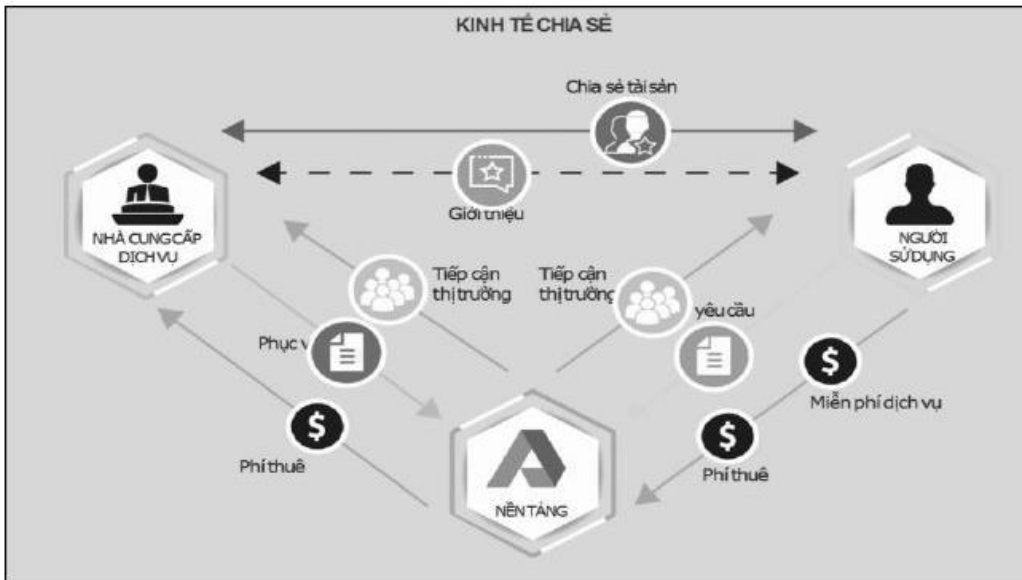 KINH TẾ CHIA SẺ
Chia sẻ tài sản
Giới thiệu
NHÀ CUNG CẤP
DỊCH VỤ
NGƯỜI
SỬ DỤNG
Tiếp cận
thị trường
Tiếp cận
thị trường
Phục v
yêu cầu
Miễn phí dịch vụ
Phí thuê
Phí thuê
NỀN TẢNG